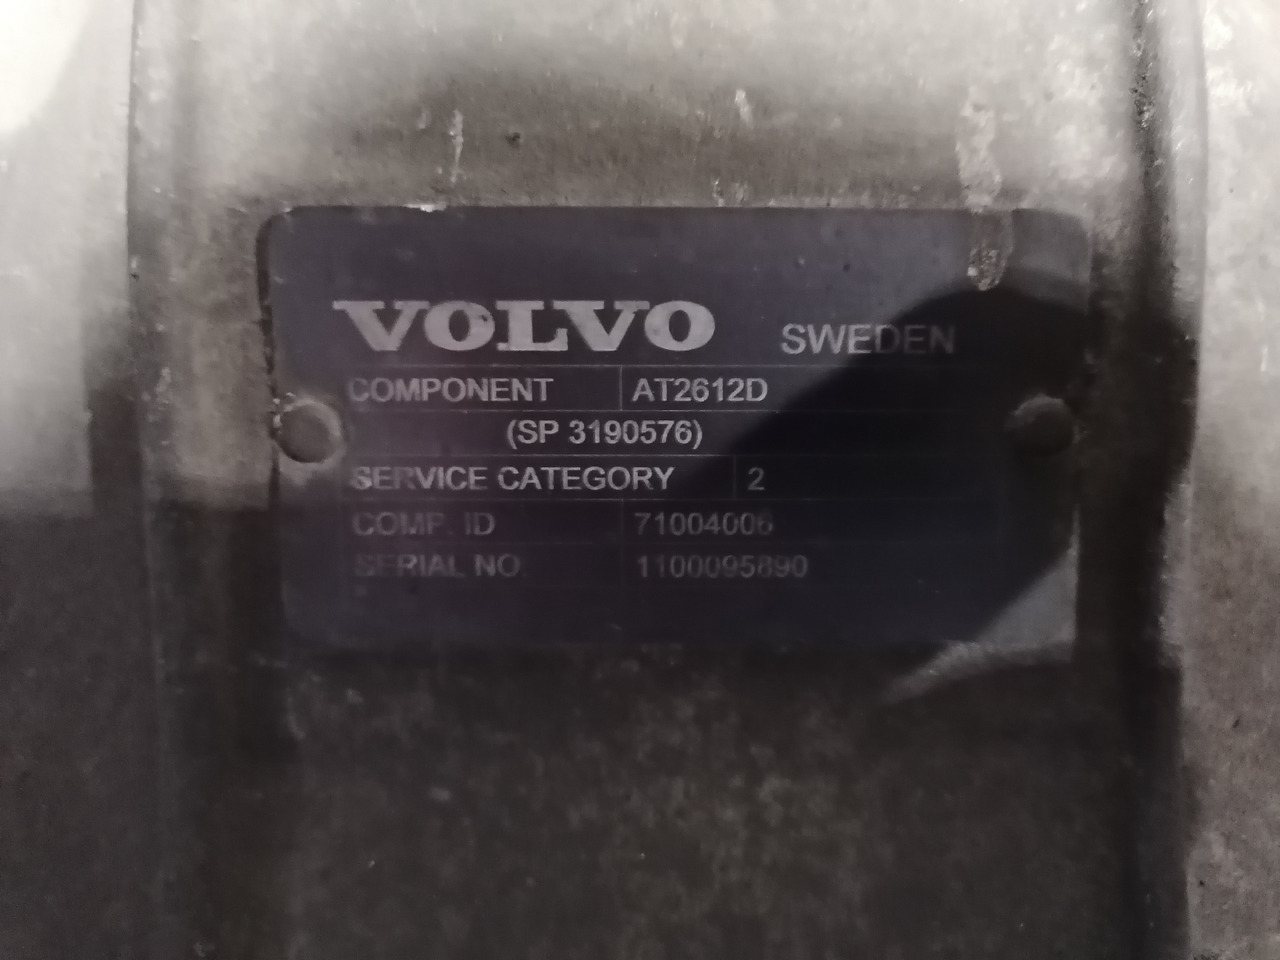 VOLVO SWEDEN
COMPONENT AT2612D
(SP 3190576)
SERVICE CATEGORY 2
COMP. ID 71004006
SERIAL NO. 1100095890